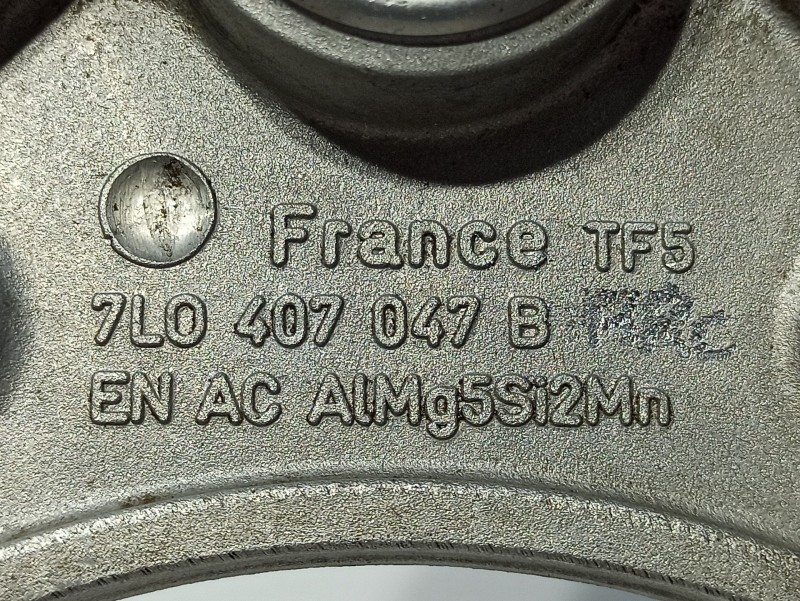 France TF5
7L0 407 047 B
EN AC AlMg5Si2Mn